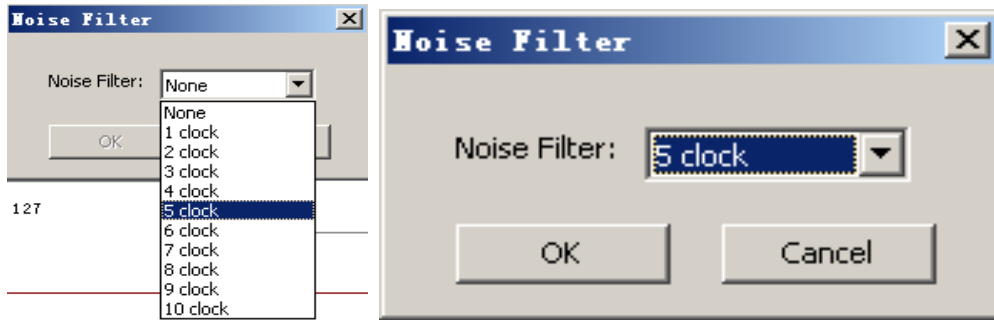 Noise Filter
Noise Filter: None
None
1 clock
OK
2 clock
3 clock
4 clock
127
5 clock
6 clock
7 clock
8 clock
9 clock
10 clock
Noise Filter
Noise Filter: 5 clock
OK Cancel